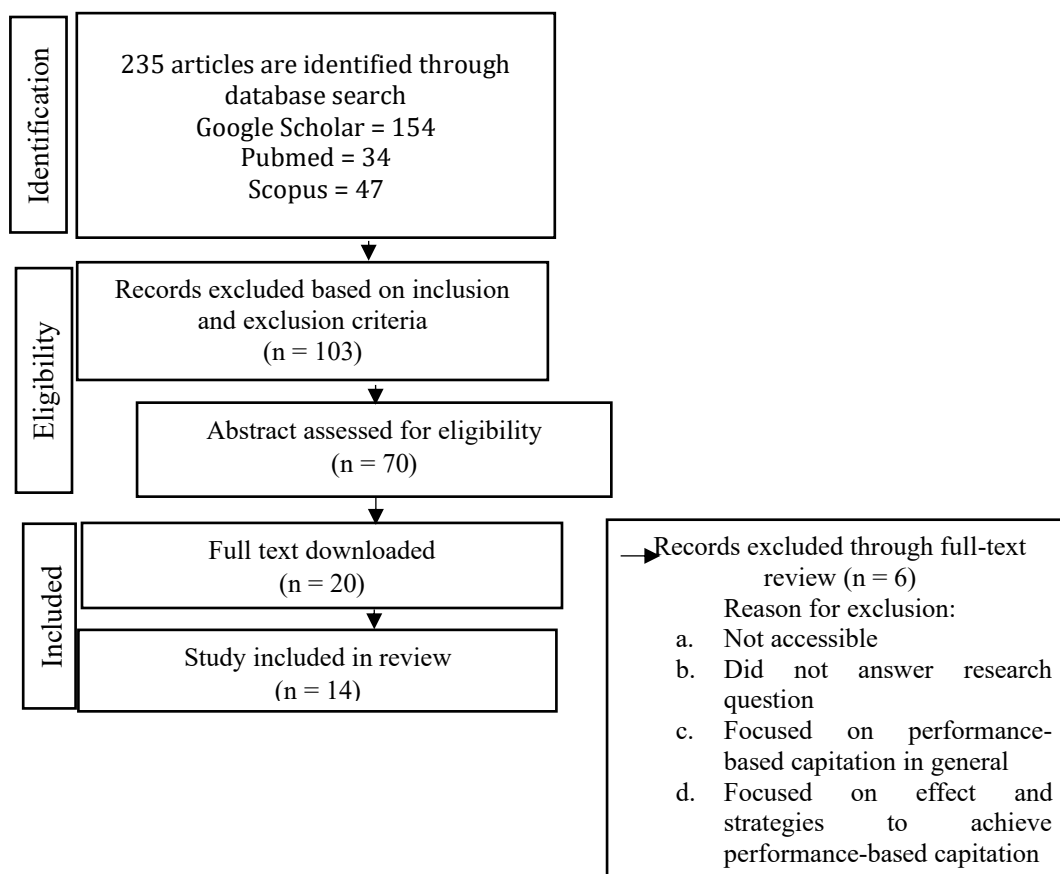 Identification
235 articles are identified through
database search
Google Scholar = 154
Pubmed = 34
Scopus = 47
Eligibility
Records excluded based on inclusion
and exclusion criteria
(n = 103)
Abstract assessed for eligibility
(n = 70)
Included
Full text downloaded
(n = 20)
Study included in review
(n = 14)
Records excluded through full-text
review (n = 6)
Reason for exclusion:
a. Not accessible
b. Did not answer research
question
c. Focused on performance-
based capitation in general
d. Focused on effect and
strategies to achieve
performance-based capitation